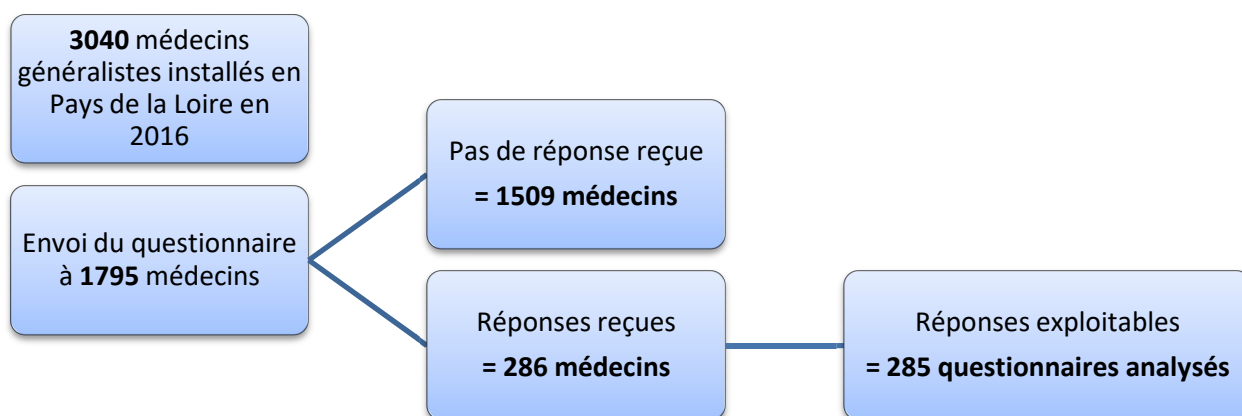 3040 médecins
généralistes installés en
Pays de la Loire en
2016
Envoi du questionnaire
à 1795 médecins
Pas de réponse reçue
= 1509 médecins
Réponses reçues
= 286 médecins
Réponses exploitables
= 285 questionnaires analysés